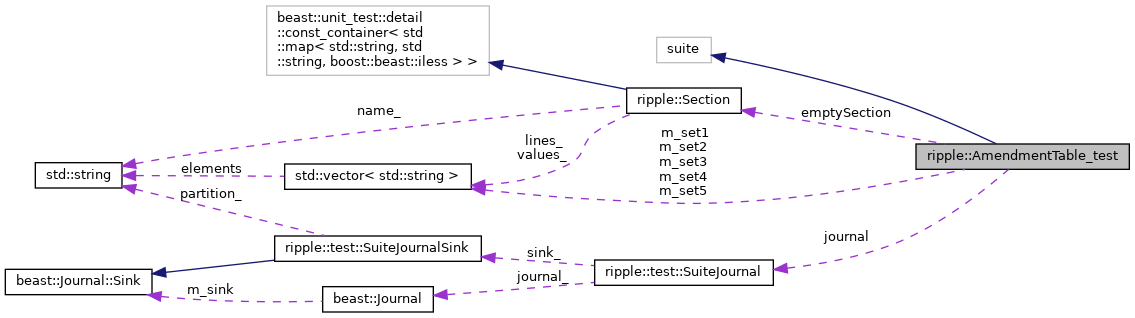 beast::unit_test::detail
::const_container< std
::map< std::string, std
::string, boost::beast::iless > >
suite
ripple::Section
name_
emptySection
lines_
values_
m_set1
m_set2
m_set3
m_set4
m_set5
ripple::AmendmentTable_test
std::string
elements
std::vector< std::string >
partition_
journal
ripple::test::SuiteJournalSink
sink_
ripple::test::SuiteJournal
beast::Journal::Sink
m_sink
journal_
beast::Journal